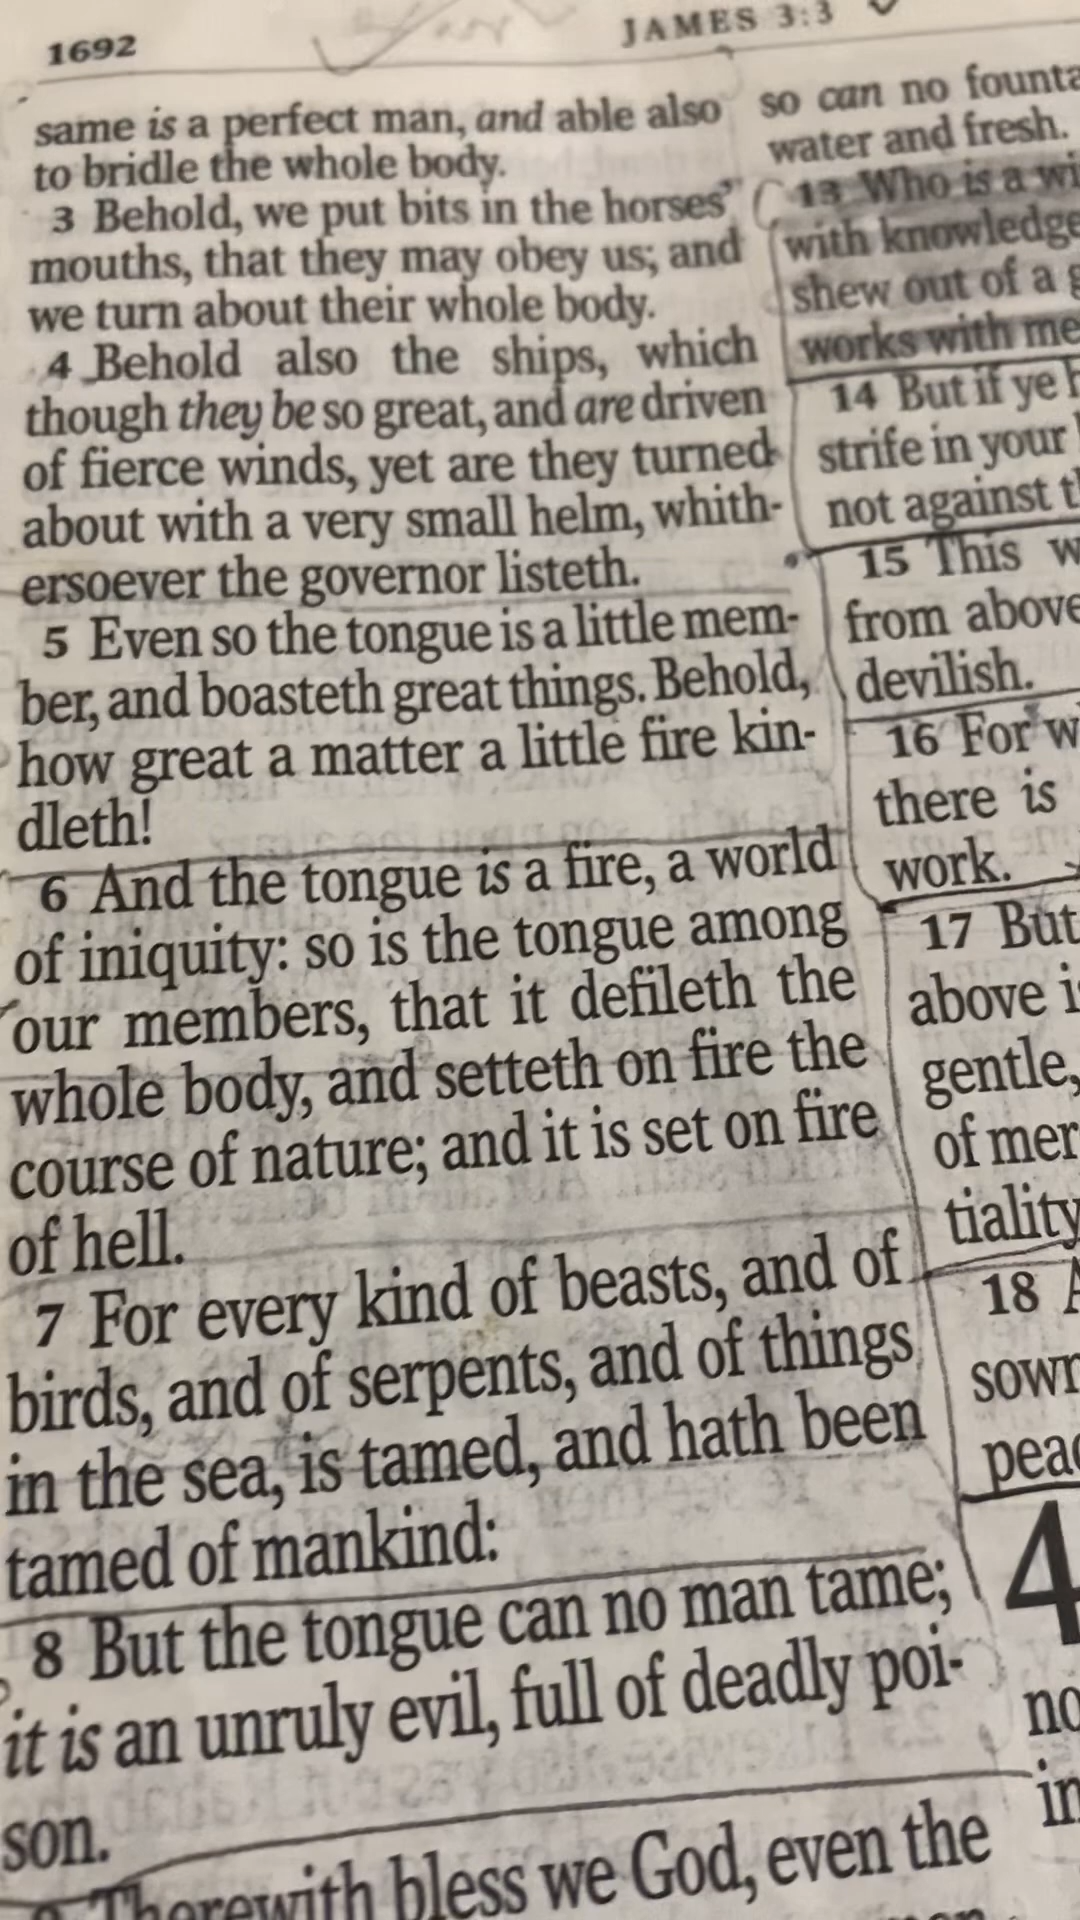 1692
JAMES 3:3
same is a perfect man, and able also
to bridle the whole body.
3 Behold, we put bits in the horses'
mouths, that they may obey us; and
we turn about their whole body.
4 Behold also the ships, which
though they be so great, and are driven
of fierce winds, yet are they turned
about with a very small helm, whith-
ersoever the governor listeth.
5 Even so the tongue is a little mem-
ber, and boasteth great things. Behold,
how great a matter a little fire kin-
dleth!
6 And the tongue is a fire, a world
of iniquity: so is the tongue among
our members, that it defileth the
whole body, and setteth on fire the
course of nature; and it is set on fire
of hell.
7 For every kind of beasts, and of
birds, and of serpents, and of things
in the sea, is tamed, and hath been
tamed of mankind:
8 But the tongue can no man tame;
it is an unruly evil, full of deadly poi-
son.
Therewith bless we God, even the
so can no founta
water and fresh.
13 Who is a wi
with knowledge
shew out of a g
works with me
14 But if ye h
strife in your
not against th
15 This w
from above
devilish.
16 For w
there is
work.
17 But
above is
gentle,
of mer
tiality
18 A
sown
peac
4
no
in